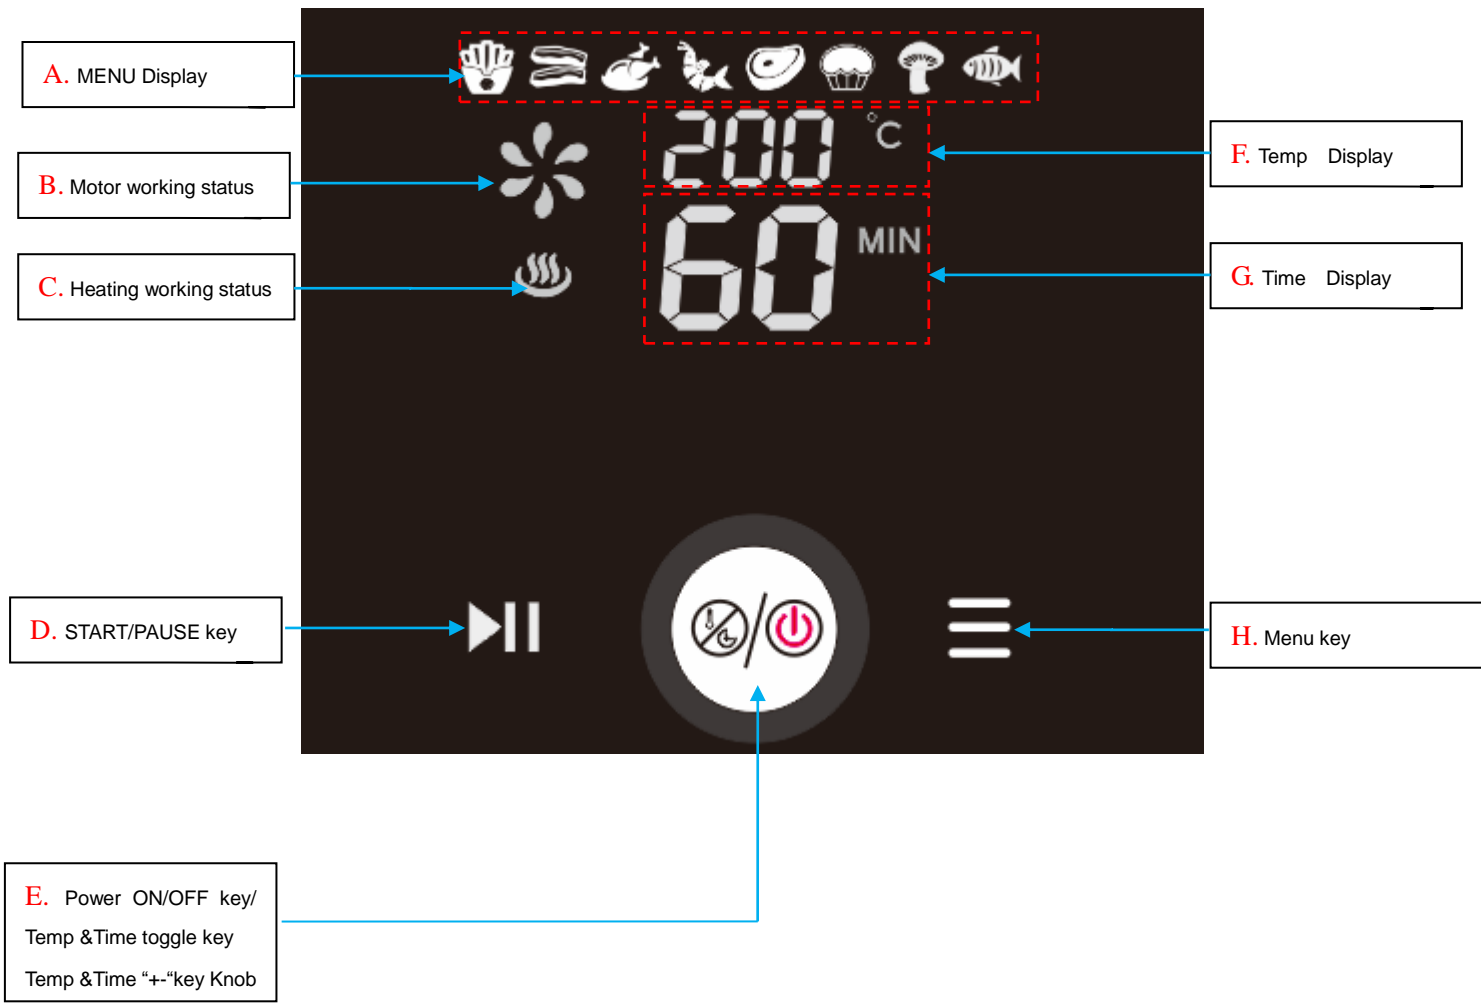 A. MENU Display
200 °C
B. Motor working status
F. Temp Display
60 MIN
C. Heating working status
G. Time Display
D. START/PAUSE key
H. Menu key
E. Power ON/OFF key/
Temp &Time toggle key
Temp &Time “+-“key Knob